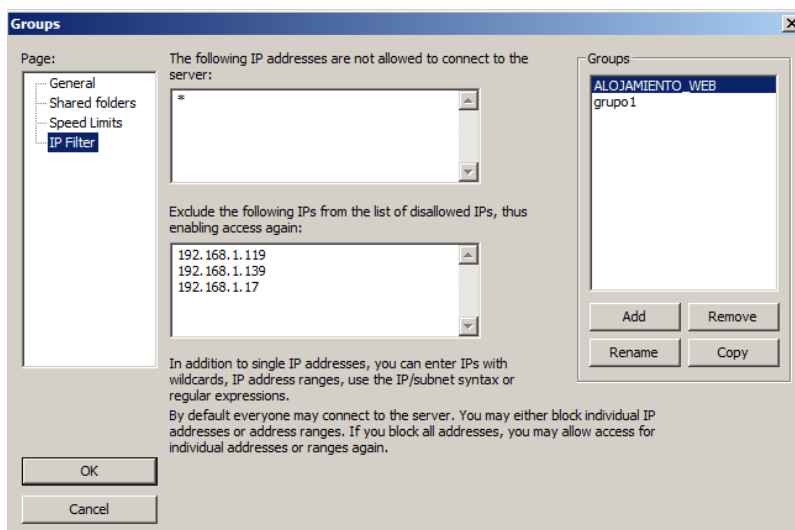 Groups
Page:
General
Shared folders
Speed Limits
IP Filter
The following IP addresses are not allowed to connect to the
server:
*
Exclude the following IPs from the list of disallowed IPs, thus
enabling access again:
192.168.1.119
192.168.1.139
192.168.1.17
In addition to single IP addresses, you can enter IPs with
wildcards, IP address ranges, use the IP/subnet syntax or
regular expressions.
By default everyone may connect to the server. You may either block individual IP
addresses or address ranges. If you block all addresses, you may allow access for
individual addresses or ranges again.
Groups
ALOJAMIENTO_WEB
grupo1
Add
Remove
Rename
Copy
OK
Cancel